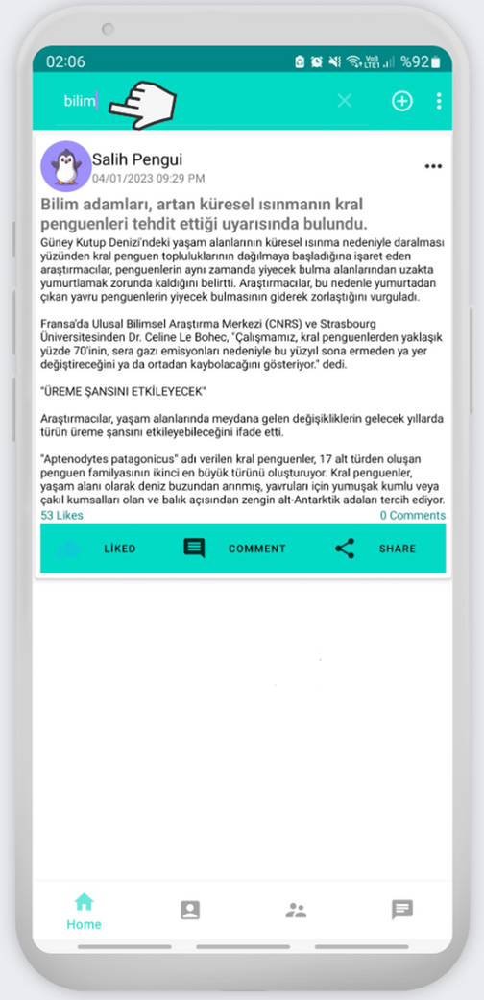 02:06
Vo)) LTE1 %92
bilim
Salih Pengui
04/01/2023 09:29 PM
Bilim adamları, artan küresel ısınmanın kral
penguenleri tehdit ettiği uyarısında bulundu.
Güney Kutup Denizi'ndeki yaşam alanlarının küresel ısınma nedeniyle daralması
yüzünden kral penguen topluluklarının dağılmaya başladığına işaret eden
araştırmacılar, penguenlerin aynı zamanda yiyecek bulma alanlarından uzakta
yumurtlamak zorunda kaldığını belirtti. Araştırmacılar, bu nedenle yumurtadan
çıkan yavru penguenlerin yiyecek bulmasının giderek zorlaştığını vurguladı.
Fransa'da Ulusal Bilimsel Araştırma Merkezi (CNRS) ve Strasbourg
Üniversitesinden Dr. Celine Le Bohec, "Çalışmamız, kral penguenlerden yaklaşık
yüzde 70'inin, sera gazı emisyonları nedeniyle bu yüzyıl sona ermeden ya yer
değiştireceğini ya da ortadan kaybolacağını gösteriyor." dedi.
"ÜREME ŞANSINI ETKİLEYECEK"
Araştırmacılar, yaşam alanlarında meydana gelen değişikliklerin gelecek yıllarda
türün üreme şansını etkileyebileceğini ifade etti.
"Aptenodytes patagonicus" adı verilen kral penguenler, 17 alt türden oluşan
penguen familyasının ikinci en büyük türünü oluşturuyor. Kral penguenler,
yaşam alanı olarak deniz buzundan arınmış, yavruları için yumuşak kumlu veya
çakıl kumsalları olan ve balık açısından zengin alt-Antarktik adaları tercih ediyor.
53 Likes 0 Comments
LİKED COMMENT SHARE
Home